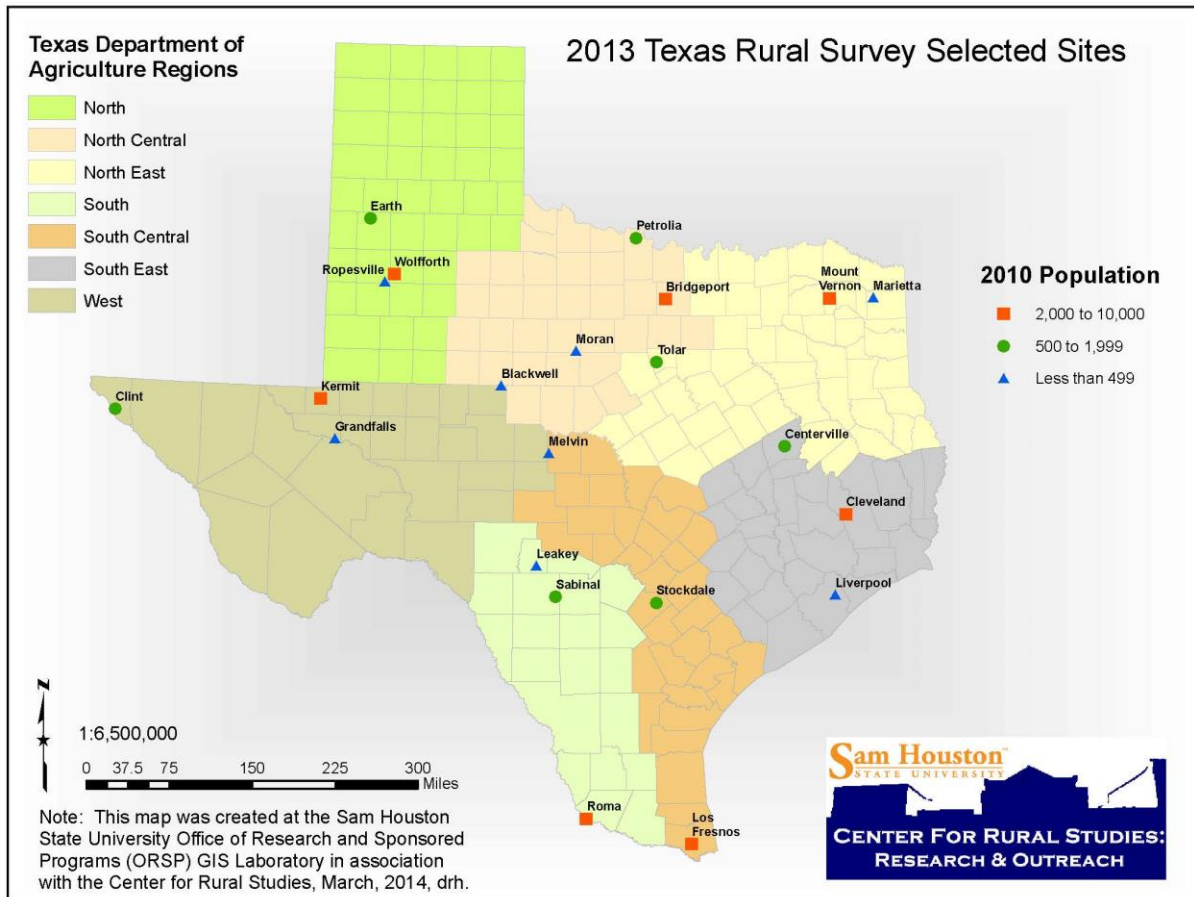 2013 Texas Rural Survey Selected Sites
Texas Department of
Agriculture Regions
North
North Central
North East
South
South Central
South East
West
Earth
Petrolia
Wolfforth
Ropesville
Bridgeport
Mount
Vernon
Marietta
Moran
Tolar
Blackwell
Kermit
Clint
Grandfalls
Melvin
Centerville
Cleveland
Leakey
Sabinal
Stockdale
Liverpool
Roma
Los
Fresnos
2010 Population
2,000 to 10,000
500 to 1,999
Less than 499
N
1:6,500,000
0 37.5 75 150 225 300
Miles
Note: This map was created at the Sam Houston
State University Office of Research and Sponsored
Programs (ORSP) GIS Laboratory in association
with the Center for Rural Studies, March, 2014, drh.
Sam Houston™
STATE UNIVERSITY
CENTER FOR RURAL STUDIES:
RESEARCH & OUTREACH